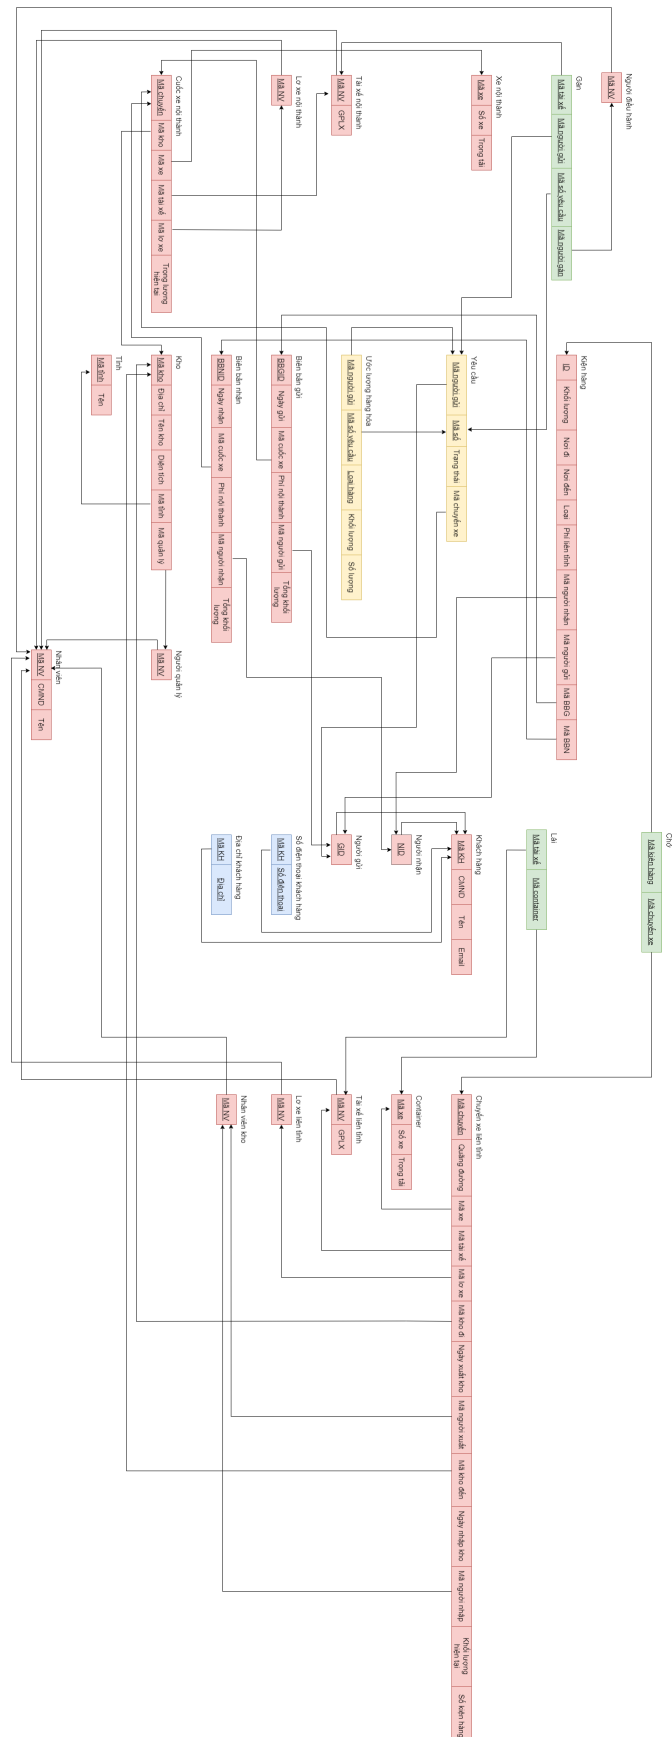 Chở
Mã kiện hàng
Mã chuyến xe
Người điều hành
Mã NV
Kiện hàng
ID
Khối lượng
Nơi đi
Nơi đến
Loại
Phí liên tỉnh
Mã người nhận
Mã người gửi
Mã BBG
Mã BBN
Gán
Mã tài xế
Mã người gửi
Mã số yêu cầu
Mã người gán
Lái
Mã tài xế
Mã container
Xe nội thành
Mã xe
Số xe
Trọng tải
Yêu cầu
Mã người gửi
Mã số
Trạng thái
Mã chuyến xe
Khách hàng
Mã KH
CMND
Tên
Email
Chuyến xe liên tỉnh
Mã chuyến
Quãng đường
Mã xe
Mã tài xế
Mã lơ xe
Mã kho đi
Ngày xuất kho
Mã người xuất
Mã kho đến
Ngày nhập kho
Mã người nhập
Khối lượng
hiện tại
Số kiện hàng
Người nhận
NID
Container
Mã xe
Số xe
Trọng tải
Tài xế nội thành
Mã NV
GPLX
Ước lượng hàng hóa
Mã người gửi
Mã số yêu cầu
Loại hàng
Khối lượng
Số lượng
Người gửi
GID
Tài xế liên tỉnh
Mã NV
GPLX
Lơ xe nội thành
Mã NV
Biên bản gửi
BBGID
Ngày gửi
Mã cuốc xe
Phí nội thành
Mã người gửi
Tổng khối
lượng
Số điện thoại khách hàng
Mã KH
Số điện thoại
Lơ xe liên tỉnh
Mã NV
Biên bản nhận
BBNID
Ngày nhận
Mã cuốc xe
Phí nội thành
Mã người nhận
Tổng khối
lượng
Địa chỉ khách hàng
Mã KH
Địa chỉ
Nhân viên kho
Mã NV
Cuốc xe nội thành
Mã chuyến
Mã kho
Mã xe
Mã tài xế
Mã lơ xe
Trọng lượng
hiện tại
Kho
Mã kho
Địa chỉ
Tên kho
Diện tích
Mã tỉnh
Mã quản lý
Người quản lý
Mã NV
Tỉnh
Mã tỉnh
Tên
Nhân viên
Mã NV
CMND
Tên